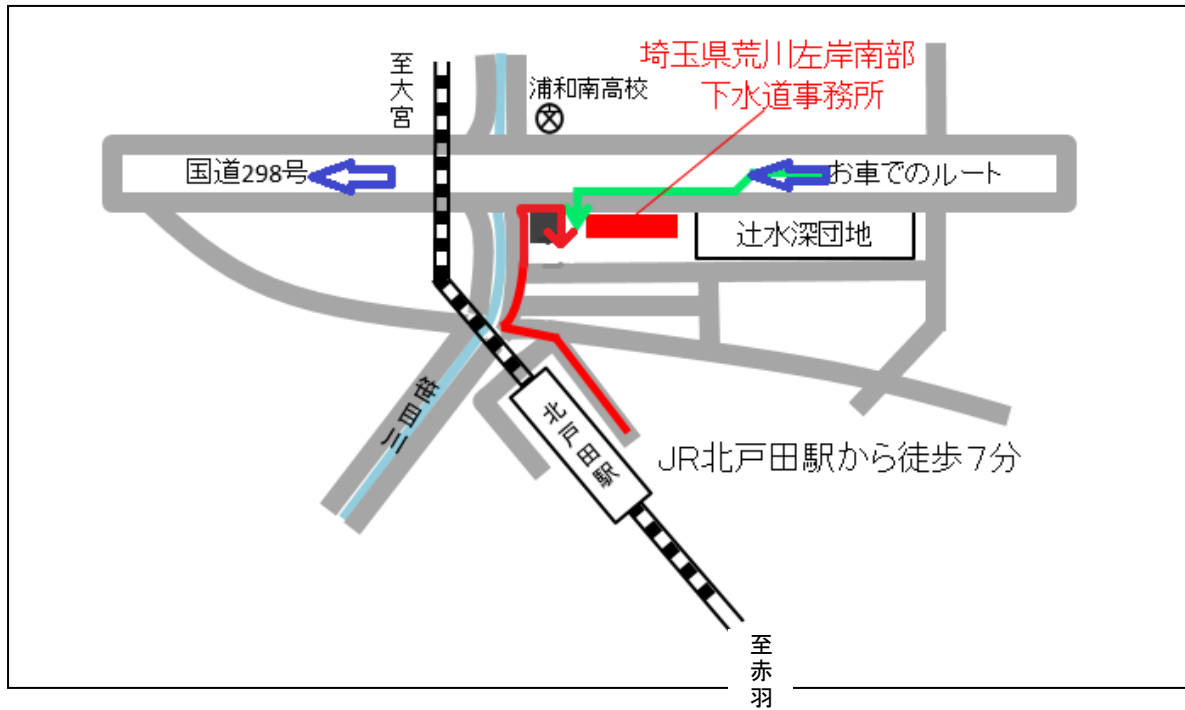 埼玉県荒川左岸南部
下水道事務所
至大宮
浦和南高校
国道298号
お車でのルート
辻水深団地
笹目川
北戸田駅
JR北戸田駅から徒歩7分
至赤羽